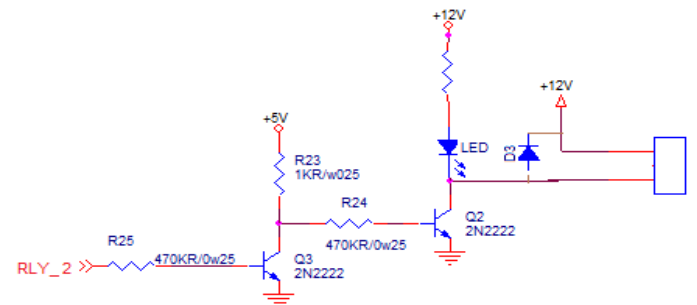 +12V
+12V
+5V
LED
D3
R23
1KR/w025
R24
Q2
2N2222
470KR/0w25
R25
470KR/0w25
Q3
2N2222
RLY_2